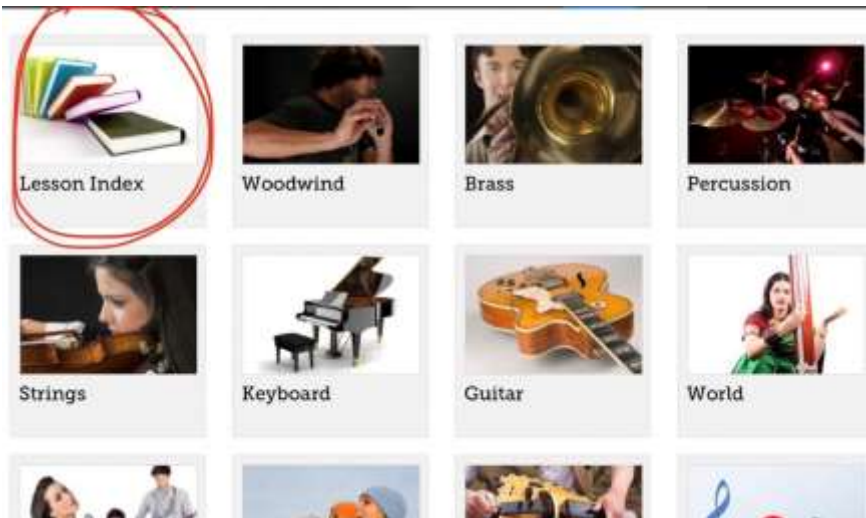 Lesson Index
Woodwind
Brass
Percussion
Strings
Keyboard
Guitar
World